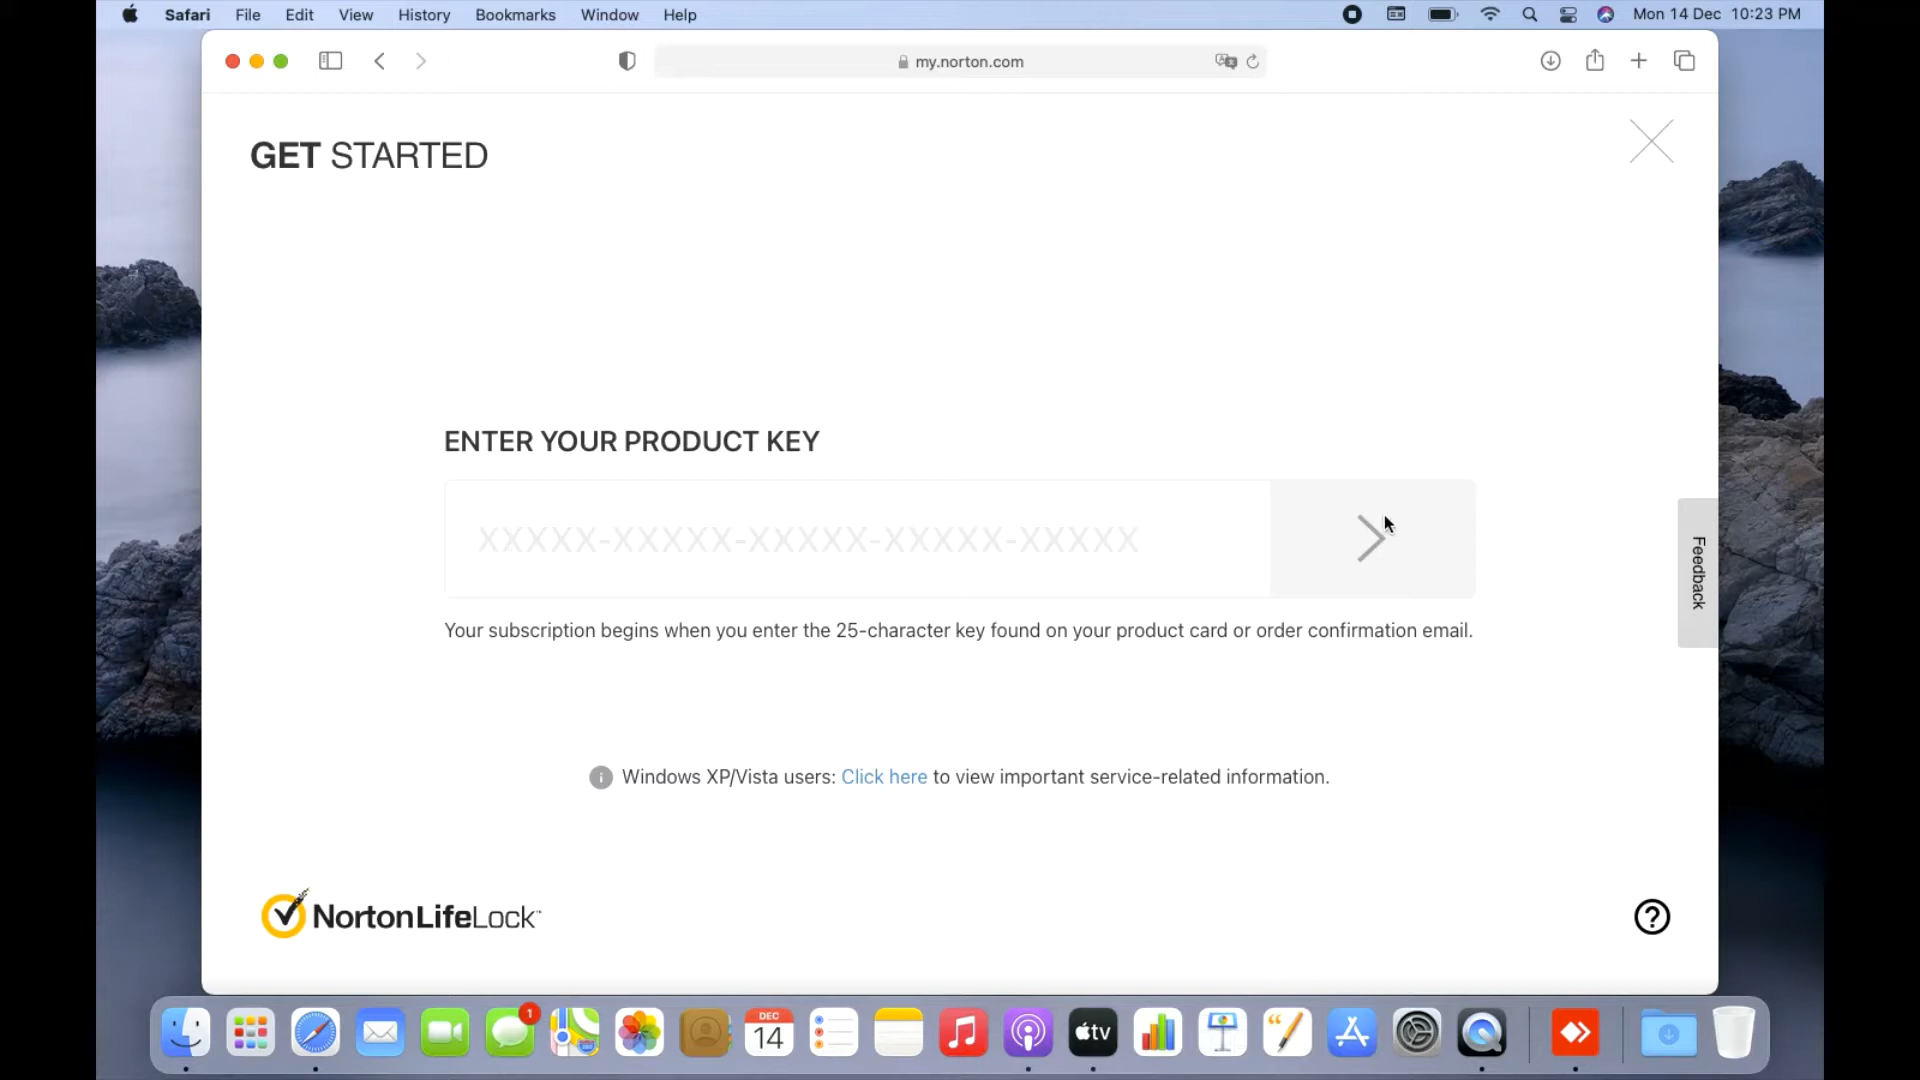 Safari File Edit View History Bookmarks Window Help Mon 14 Dec 10:23 PM
my.norton.com
GET STARTED
ENTER YOUR PRODUCT KEY
XXXXX-XXXXX-XXXXX-XXXXX-XXXXX
Your subscription begins when you enter the 25-character key found on your product card or order confirmation email.
Feedback
Windows XP/Vista users: Click here to view important service-related information.
NortonLifeLock
1
DEC
14
tv